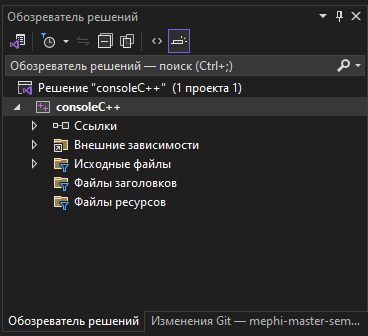 Обозреватель решений
Обозреватель решений — поиск (Ctrl+;)
Решение "consoleC++" (1 проекта 1)
consoleC++
Ссылки
Внешние зависимости
Исходные файлы
Файлы заголовков
Файлы ресурсов
Обозреватель решений Изменения Git — mephi-master-sem...